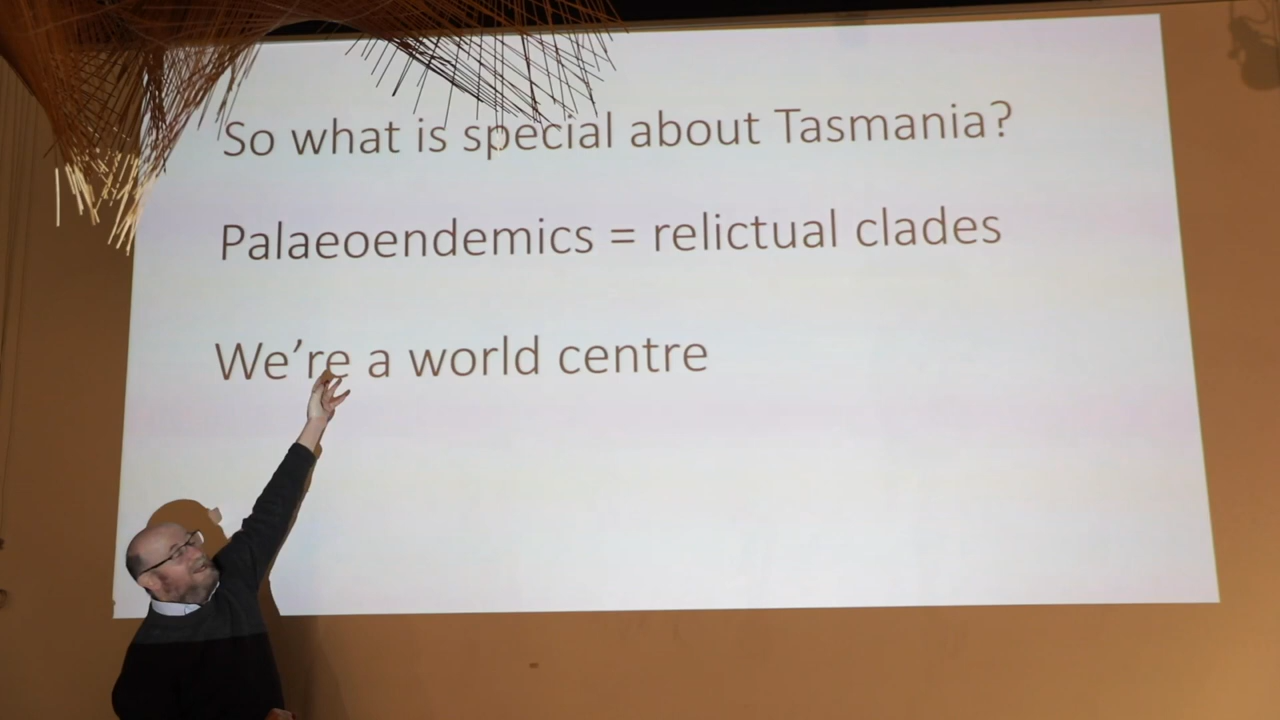 So what is special about Tasmania?
Palaeoendemics = relictual clades
We’re a world centre